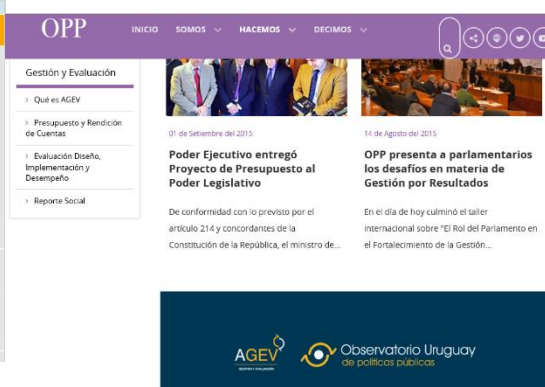 OPP
INICIO SOMOS HACEMOS DECIMOS
Gestión y Evaluación
Qué es AGEV
Presupuesto y Rendición
de Cuentas
Evaluación Diseño,
Implementación y
Desempeño
Reporte Social
01 de Setiembre del 2015
Poder Ejecutivo entregó
Proyecto de Presupuesto al
Poder Legislativo
De conformidad con lo previsto por el
artículo 214 y concordantes de la
Constitución de la República, el ministro de...
14 de Agosto del 2015
OPP presenta a parlamentarios
los desafíos en materia de
Gestión por Resultados
En el día de hoy culminó el taller
internacional sobre "El Rol del Parlamento en
el Fortalecimiento de la Gestión...
AGEV
GESTIÓN Y EVALUACIÓN
Observatorio Uruguay
de políticas públicas